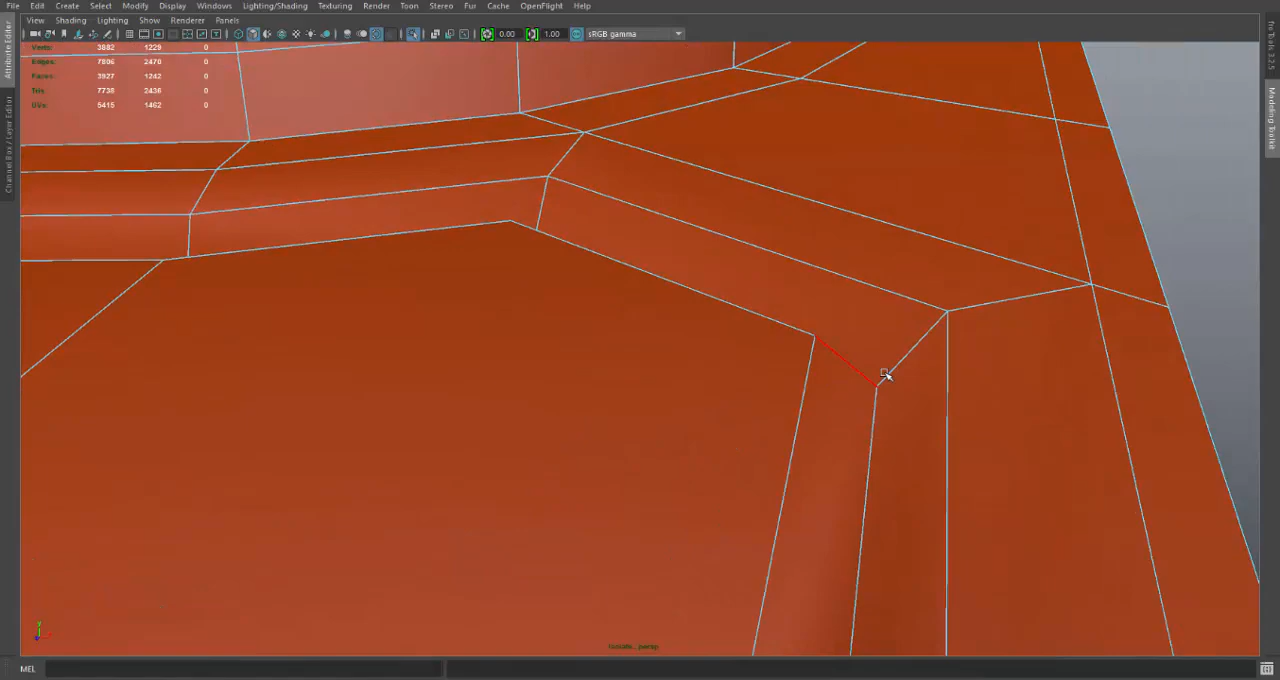 File Edit Create Select Modify Display Windows Lighting/Shading Texturing Render Toon Stereo Fur Cache OpenFlight Help
View Shading Lighting Show Renderer Panels
0.00 1.00 sRGB gamma
Verts: 3882 1229 0
Edges: 7806 2470 0
Faces: 3927 1242 0
Tris: 7738 2436 0
UVs: 5415 1462 0
Attribute Editor
Channel Box / Layer Editor
Modeling Toolkit
persp
MEL